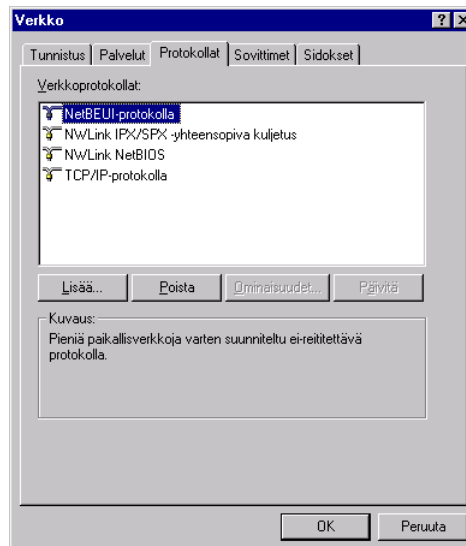 Verkko
Tunnistus Palvelut Protokollat Sovittimet Sidokset
Verkkoprotokollat:
NetBEUI-protokolla
NWLink IPX/SPX -yhteensopiva kuljetus
NWLink NetBIOS
TCP/IP-protokolla
Lisää... Poista Ominaisuudet... Päivitä
Kuvaus:
Pieniä paikallisverkkoja varten suunniteltu ei-reititettävä
protokolla.
OK Peruuta